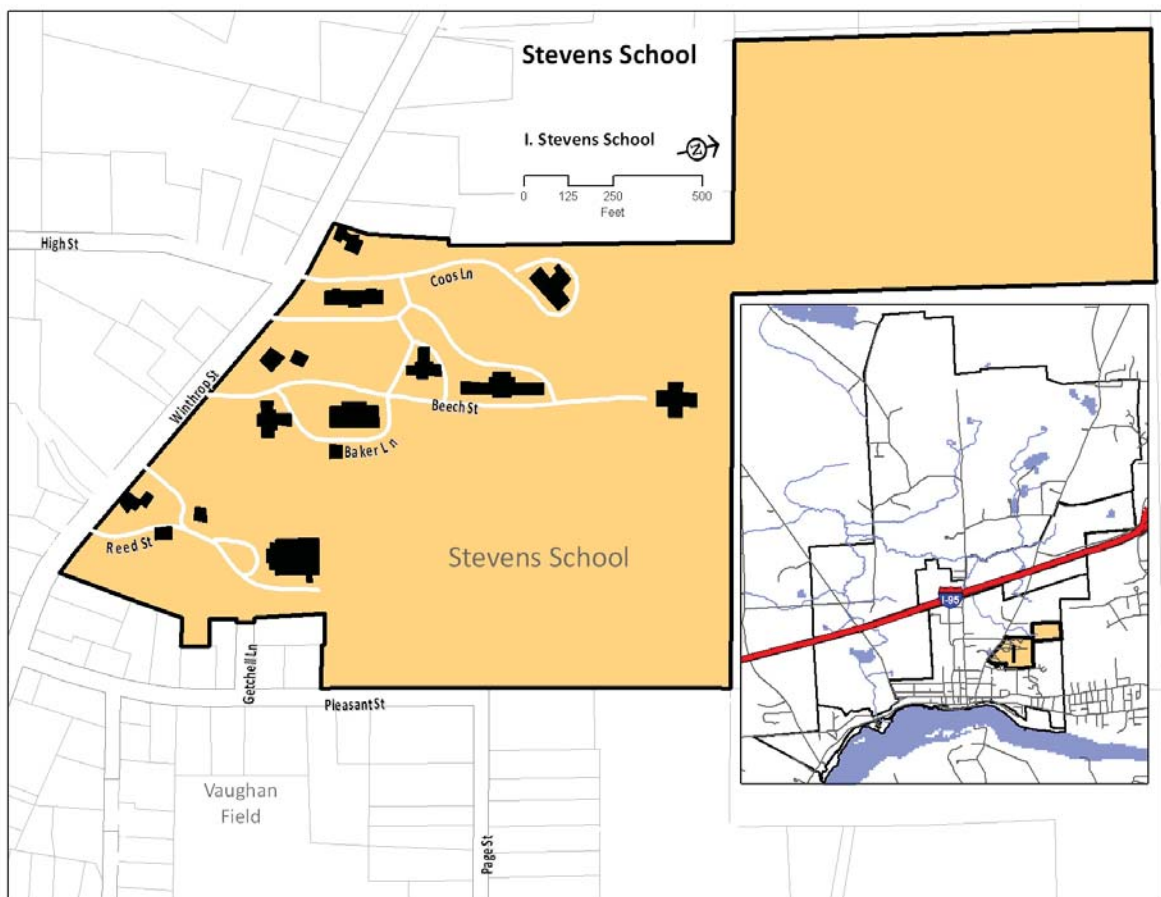 Stevens School
I. Stevens School
N
0 125 250 500
Feet
High St
Coos Ln
Winthrop St
Beech St
Baker Ln
Reed St
Stevens School
I-95
I
Getchell Ln
Pleasant St
Vaughan
Field
Page St